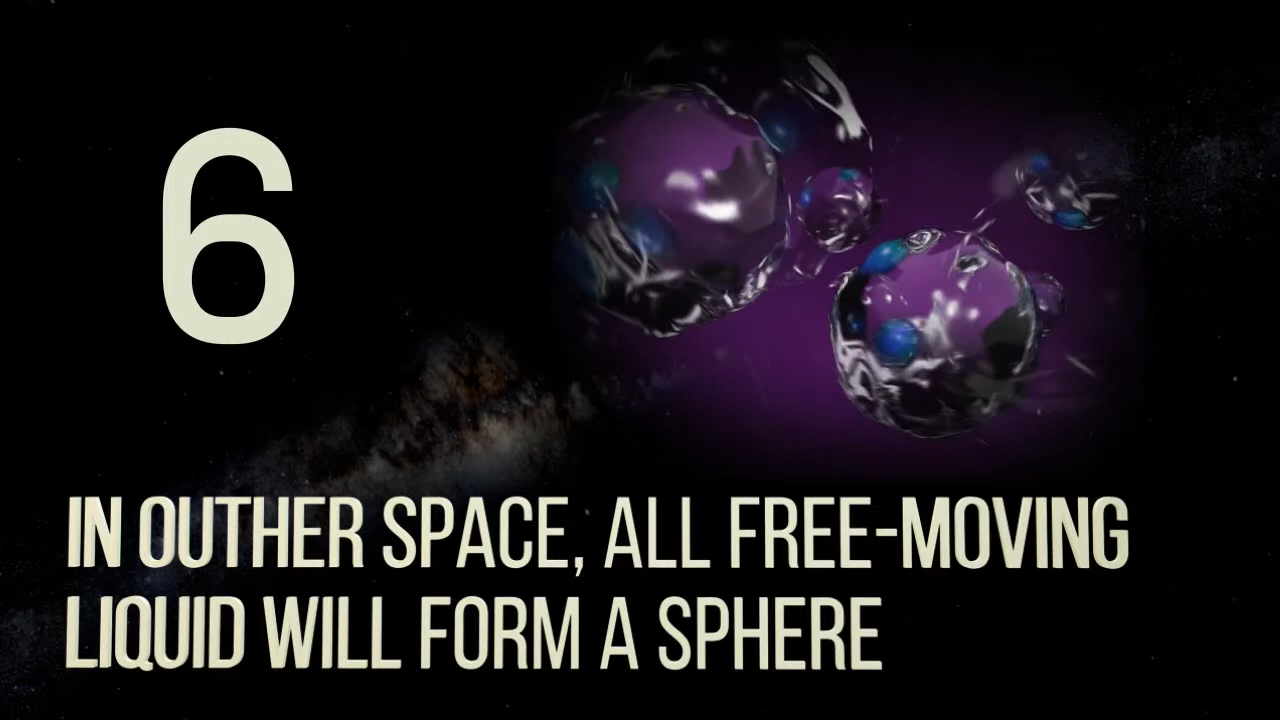 6
IN OUTHER SPACE, ALL FREE-MOVING
LIQUID WILL FORM A SPHERE